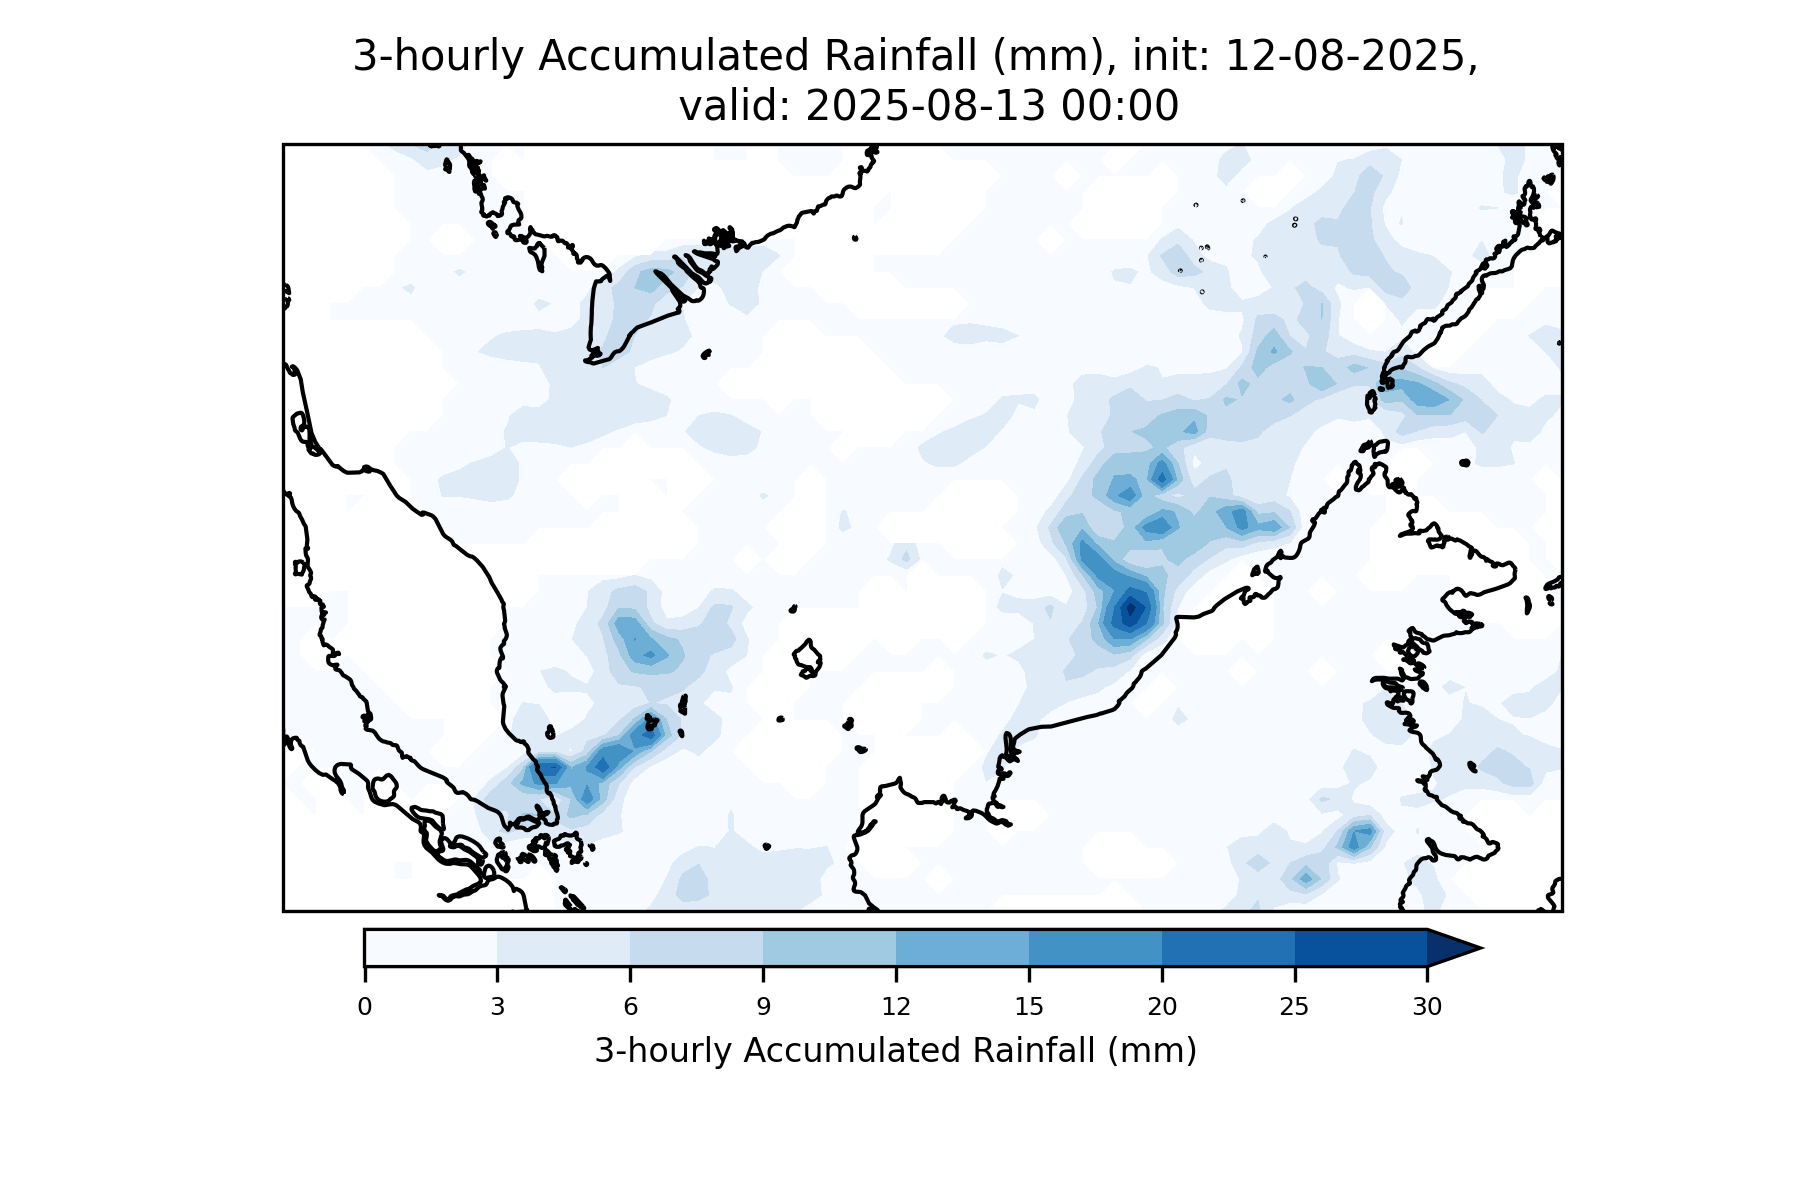 3-hourly Accumulated Rainfall (mm), init: 12-08-2025,
valid: 2025-08-13 00:00
0 3 6 9 12 15 20 25 30
3-hourly Accumulated Rainfall (mm)